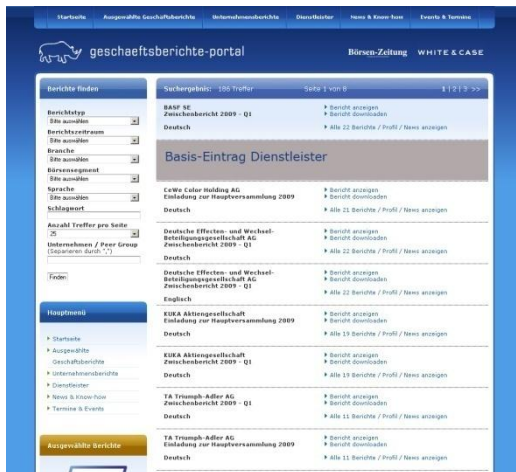 Startseite Ausgewählte Geschäftsberichte Unternehmensberichte Dienstleister News & Know-how Events & Termine
geschaeftsberichte-portal Börsen-Zeitung WHITE & CASE
Berichte finden
Berichtstyp
Bitte auswählen
Berichtszeitraum
Bitte auswählen
Branche
Bitte auswählen
Börsensegment
Bitte auswählen
Sprache
Bitte auswählen
Schlagwort
Anzahl Treffer pro Seite
25
Unternehmen / Peer Group
(Separieren durch ",")
Finden
Hauptmenü
Startseite
Ausgewählte
Geschäftsberichte
Unternehmensberichte
Dienstleister
News & Know-how
Termine & Events
Ausgewählte Berichte
Suchergebnis: 186 Treffer Seite 1 von 8 1 | 2 | 3 >>
BASF SE Bericht anzeigen
Zwischenbericht 2009 - Q1 Bericht downloaden
Deutsch Alle 22 Berichte / Profil / News anzeigen
Basis-Eintrag Dienstleister
CeWe Color Holding AG Bericht anzeigen
Einladung zur Hauptversammlung 2009 Bericht downloaden
Deutsch Alle 21 Berichte / Profil / News anzeigen
Deutsche Effecten- und Wechsel- Bericht anzeigen
Beteiligungsgesellschaft AG Bericht downloaden
Zwischenbericht 2009 - Q1
Alle 22 Berichte / Profil / News anzeigen
Deutsch
Deutsche Effecten- und Wechsel- Bericht anzeigen
Beteiligungsgesellschaft AG Bericht downloaden
Zwischenbericht 2009 - Q1
Alle 22 Berichte / Profil / News anzeigen
Englisch
KUKA Aktiengesellschaft Bericht anzeigen
Einladung zur Hauptversammlung 2009 Bericht downloaden
Deutsch Alle 19 Berichte / Profil / News anzeigen
KUKA Aktiengesellschaft Bericht anzeigen
Zwischenbericht 2009 - Q1 Bericht downloaden
Deutsch Alle 19 Berichte / Profil / News anzeigen
TA Triumph-Adler AG Bericht anzeigen
Zwischenbericht 2009 - Q1 Bericht downloaden
Deutsch Alle 11 Berichte / Profil / News anzeigen
TA Triumph-Adler AG Bericht anzeigen
Einladung zur Hauptversammlung 2009 Bericht downloaden
Deutsch Alle 11 Berichte / Profil / News anzeigen